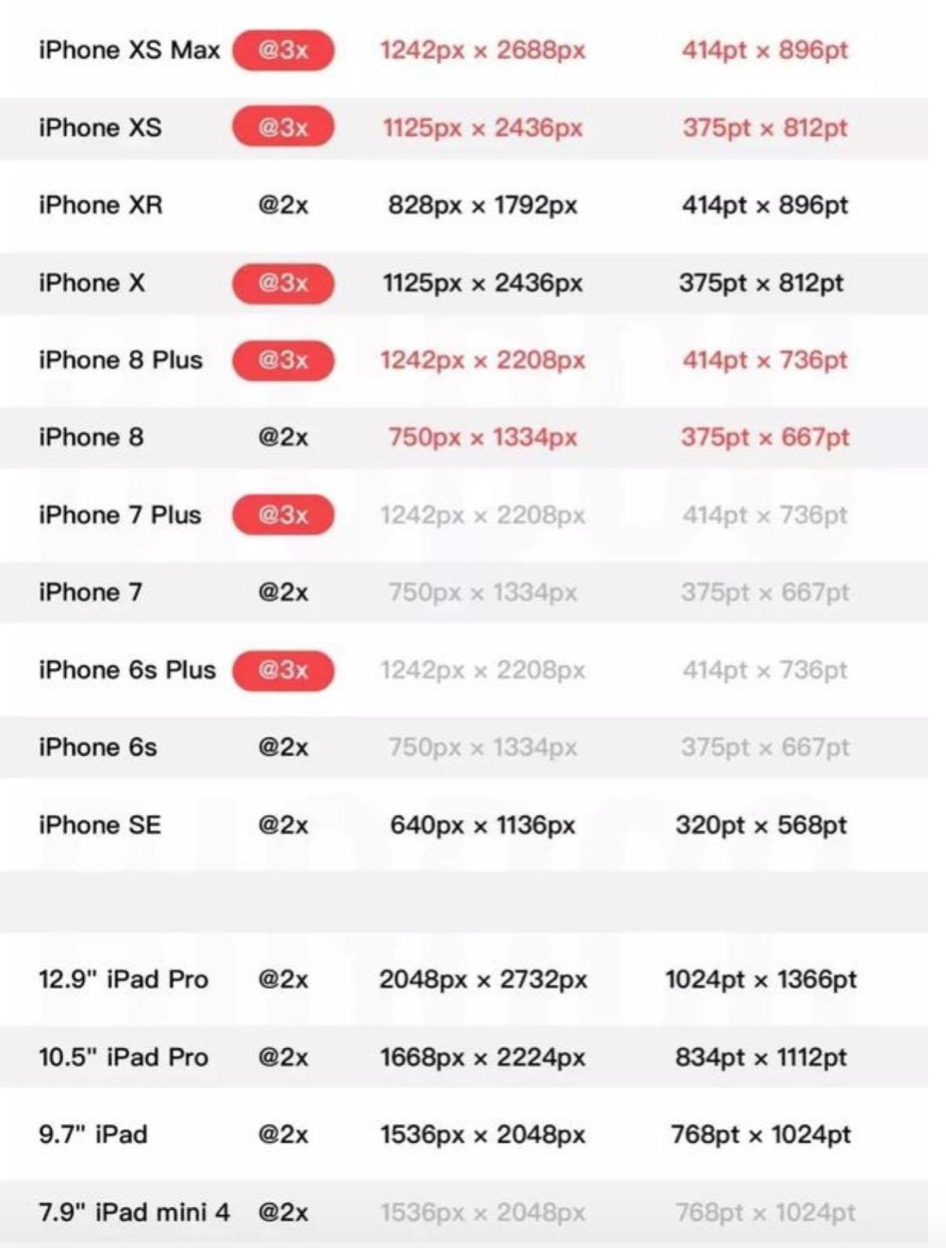 iPhone XS Max @3x 1242px × 2688px 414pt × 896pt
iPhone XS @3x 1125px × 2436px 375pt × 812pt
iPhone XR @2x 828px × 1792px 414pt × 896pt
iPhone X @3x 1125px × 2436px 375pt × 812pt
iPhone 8 Plus @3x 1242px × 2208px 414pt × 736pt
iPhone 8 @2x 750px × 1334px 375pt × 667pt
iPhone 7 Plus @3x 1242px × 2208px 414pt × 736pt
iPhone 7 @2x 750px × 1334px 375pt × 667pt
iPhone 6s Plus @3x 1242px × 2208px 414pt × 736pt
iPhone 6s @2x 750px × 1334px 375pt × 667pt
iPhone SE @2x 640px × 1136px 320pt × 568pt
12.9" iPad Pro @2x 2048px × 2732px 1024pt × 1366pt
10.5" iPad Pro @2x 1668px × 2224px 834pt × 1112pt
9.7" iPad @2x 1536px × 2048px 768pt × 1024pt
7.9" iPad mini 4 @2x 1536px × 2048px 768pt × 1024pt